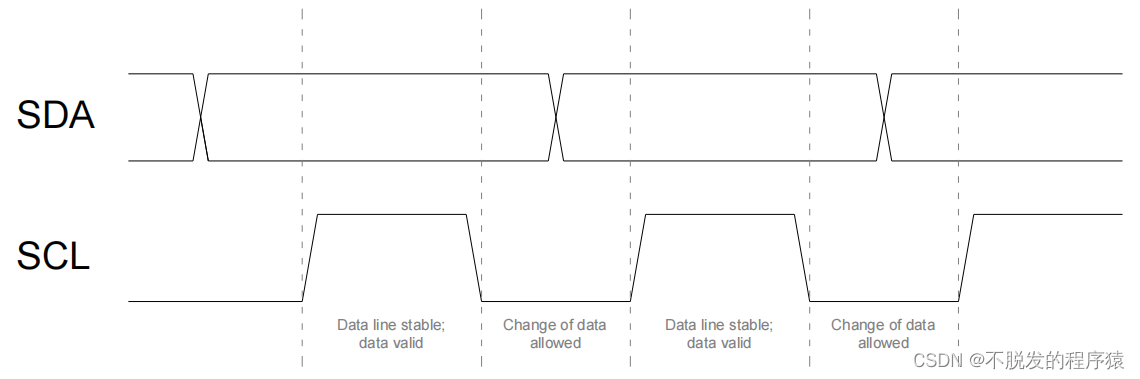 SDA
SCL
Data line stable;
data valid
Change of data
allowed
Data line stable;
data valid
Change of data
allowed
CSDN @不脱发的程序猿